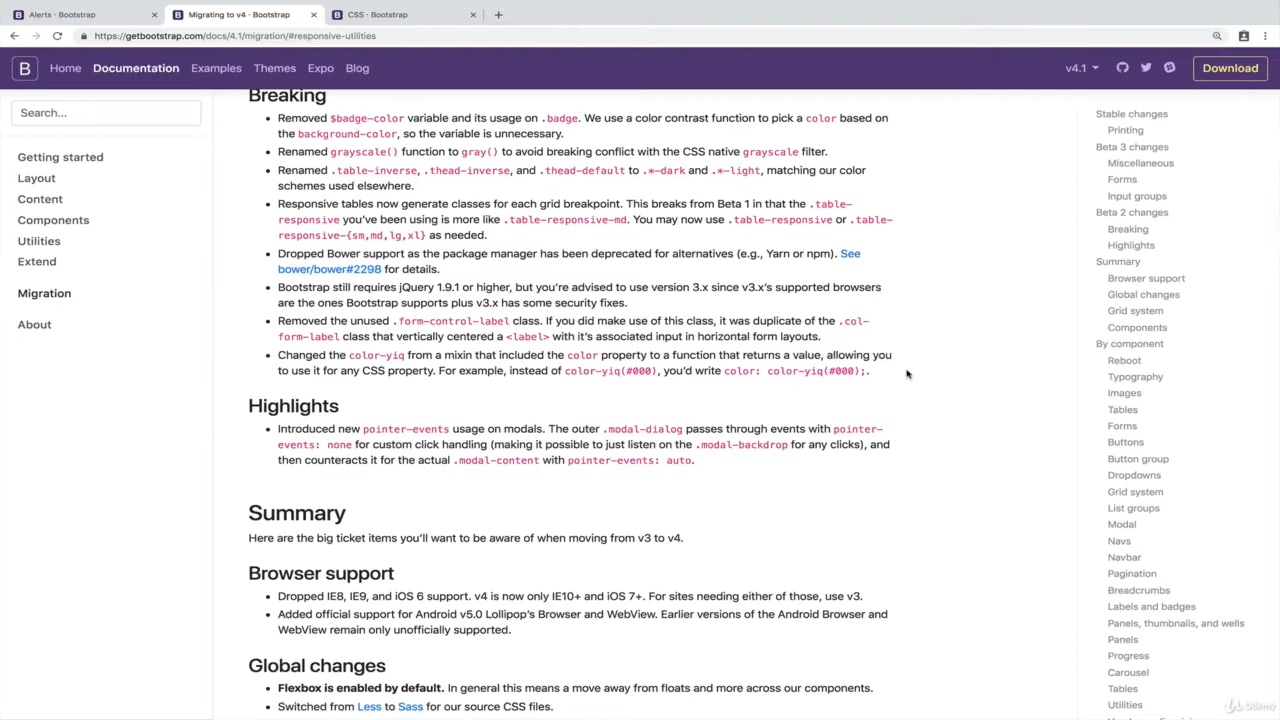 Alerts · Bootstrap
Migrating to v4 · Bootstrap
CSS · Bootstrap
https://getbootstrap.com/docs/4.1/migration/#responsive-utilities
B
Home
Documentation
Examples
Themes
Expo
Blog
v4.1
Download
Search...
Getting started
Layout
Content
Components
Utilities
Extend
Migration
About
Breaking
Removed $badge-color variable and its usage on .badge. We use a color contrast function to pick a color based on
the background-color, so the variable is unnecessary.
Renamed grayscale() function to gray() to avoid breaking conflict with the CSS native grayscale filter.
Renamed .table-inverse, .thead-inverse, and .thead-default to .*-dark and .*-light, matching our color
schemes used elsewhere.
Responsive tables now generate classes for each grid breakpoint. This breaks from Beta 1 in that the .table-
responsive you've been using is more like .table-responsive-md. You may now use .table-responsive or .table-
responsive-{sm,md,lg,xl} as needed.
Dropped Bower support as the package manager has been deprecated for alternatives (e.g., Yarn or npm). See
bower/bower#2298 for details.
Bootstrap still requires jQuery 1.9.1 or higher, but you're advised to use version 3.x since v3.x's supported browsers
are the ones Bootstrap supports plus v3.x has some security fixes.
Removed the unused .form-control-label class. If you did make use of this class, it was duplicate of the .col-
form-label class that vertically centered a <label> with it's associated input in horizontal form layouts.
Changed the color-yiq from a mixin that included the color property to a function that returns a value, allowing you
to use it for any CSS property. For example, instead of color-yiq(#000), you'd write color: color-yiq(#000);.
Highlights
Introduced new pointer-events usage on modals. The outer .modal-dialog passes through events with pointer-
events: none for custom click handling (making it possible to just listen on the .modal-backdrop for any clicks), and
then counteracts it for the actual .modal-content with pointer-events: auto.
Summary
Here are the big ticket items you'll want to be aware of when moving from v3 to v4.
Browser support
Dropped IE8, IE9, and iOS 6 support. v4 is now only IE10+ and iOS 7+. For sites needing either of those, use v3.
Added official support for Android v5.0 Lollipop's Browser and WebView. Earlier versions of the Android Browser and
WebView remain only unofficially supported.
Global changes
Flexbox is enabled by default. In general this means a move away from floats and more across our components.
Switched from Less to Sass for our source CSS files.
Stable changes
Printing
Beta 3 changes
Miscellaneous
Forms
Input groups
Beta 2 changes
Breaking
Highlights
Summary
Browser support
Global changes
Grid system
Components
By component
Reboot
Typography
Images
Tables
Forms
Buttons
Button group
Dropdowns
Grid system
List groups
Modal
Navs
Navbar
Pagination
Breadcrumbs
Labels and badges
Panels, thumbnails, and wells
Panels
Progress
Carousel
Tables
Utilities
Udemy